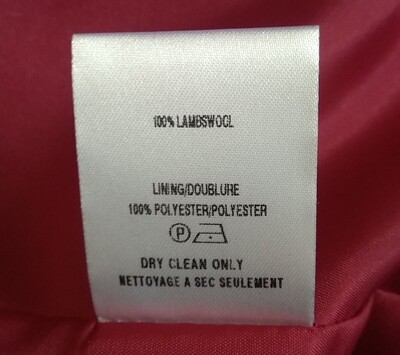 100% LAMBSWOOL
LINING/DOUBLURE
100% POLYESTER/POLYESTER
P
DRY CLEAN ONLY
NETTOYAGE A SEC SEULEMENT